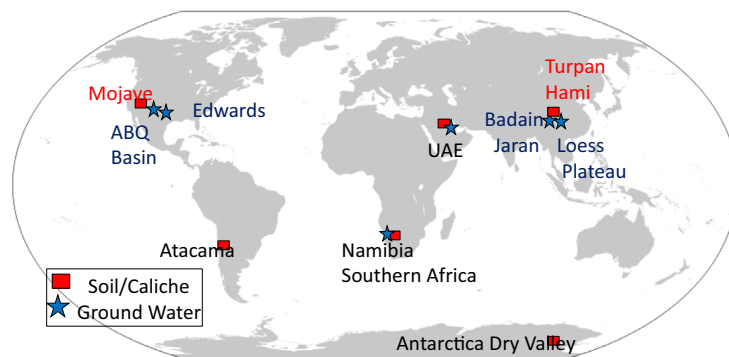 Turpan
Hami
Mojave
Edwards
ABQ
Basin
Badain
Jaran
Loess
Plateau
UAE
Atacama
Namibia
Southern Africa
Soil/Caliche
Ground Water
Antarctica Dry Valley